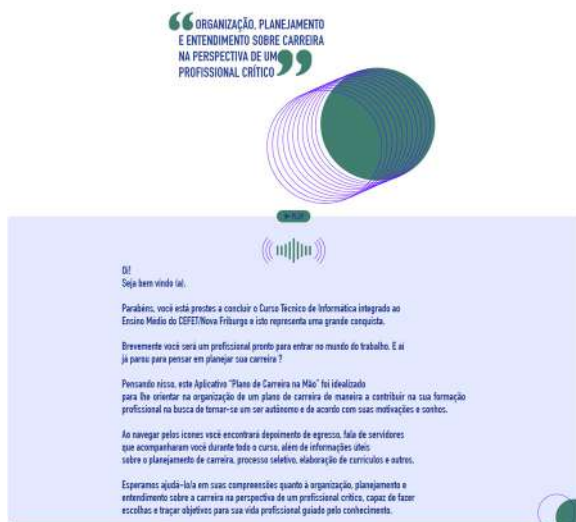 “ORGANIZAÇÃO, PLANEJAMENTO
E ENTENDIMENTO SOBRE CARREIRA
NA PERSPECTIVA DE UM
PROFISSIONAL CRÍTICO”
PLAY
Oi!
Seja bem vindo (a).
Parabéns, você está prestes a concluir o Curso Técnico de Informática integrado ao
Ensino Médio do CEFET/Nova Friburgo e isto representa uma grande conquista.
Brevemente você será um profissional pronto para entrar no mundo do trabalho. E aí
já parou para pensar em planejar sua carreira ?
Pensando nisso, este Aplicativo “Plano de Carreira na Mão” foi idealizado
para lhe orientar na organização de um plano de carreira de maneira a contribuir na sua formação
profissional na busca de tornar-se um ser autônomo e de acordo com suas motivações e sonhos.
Ao navegar pelos ícones você encontrará depoimento de egresso, fala de servidores
que acompanharam você durante todo o curso, além de informações úteis
sobre o planejamento de carreira, processo seletivo, elaboração de currículos e outros.
Esperamos ajudá-lo/a em suas compreensões quanto à organização, planejamento e
entendimento sobre a carreira na perspectiva de um profissional crítico, capaz de fazer
escolhas e traçar objetivos para sua vida profissional guiado pelo conhecimento.